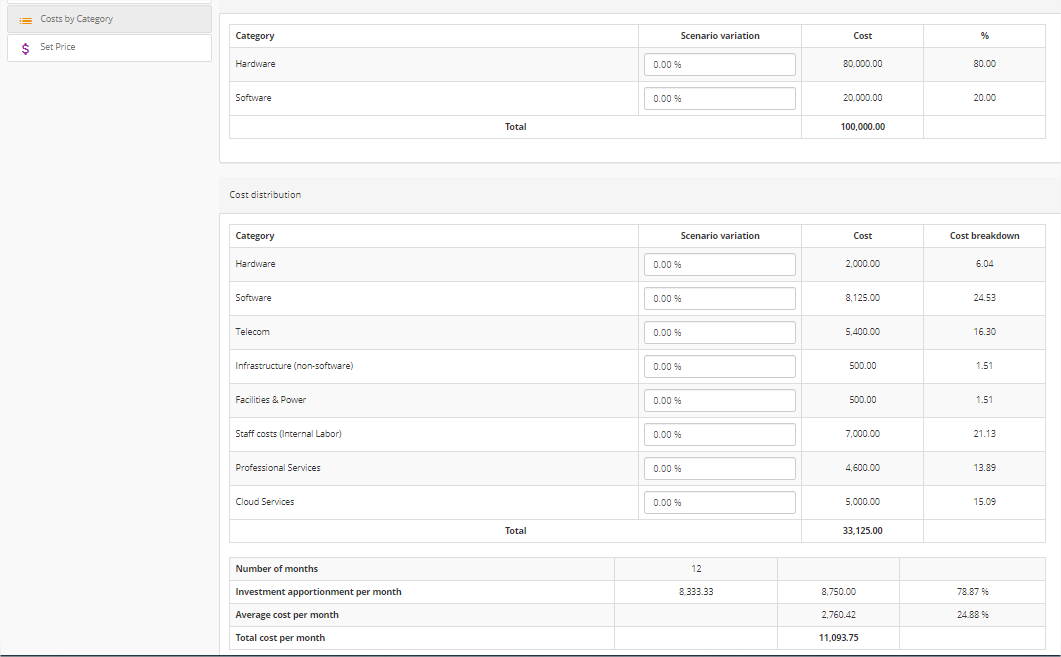 Costs by Category
$ Set Price
Category Scenario variation Cost %
Hardware 0.00 % 80,000.00 80.00
Software 0.00 % 20,000.00 20.00
Total 100,000.00
Cost distribution
Category Scenario variation Cost Cost breakdown
Hardware 0.00 % 2,000.00 6.04
Software 0.00 % 8,125.00 24.53
Telecom 0.00 % 5,400.00 16.30
Infrastructure (non-software) 0.00 % 500.00 1.51
Facilities & Power 0.00 % 500.00 1.51
Staff costs (Internal Labor) 0.00 % 7,000.00 21.13
Professional Services 0.00 % 4,600.00 13.89
Cloud Services 0.00 % 5,000.00 15.09
Total 33,125.00
Number of months 12
Investment apportionment per month 8,333.33 8,750.00 78.87 %
Average cost per month 2,760.42 24.88 %
Total cost per month 11,093.75